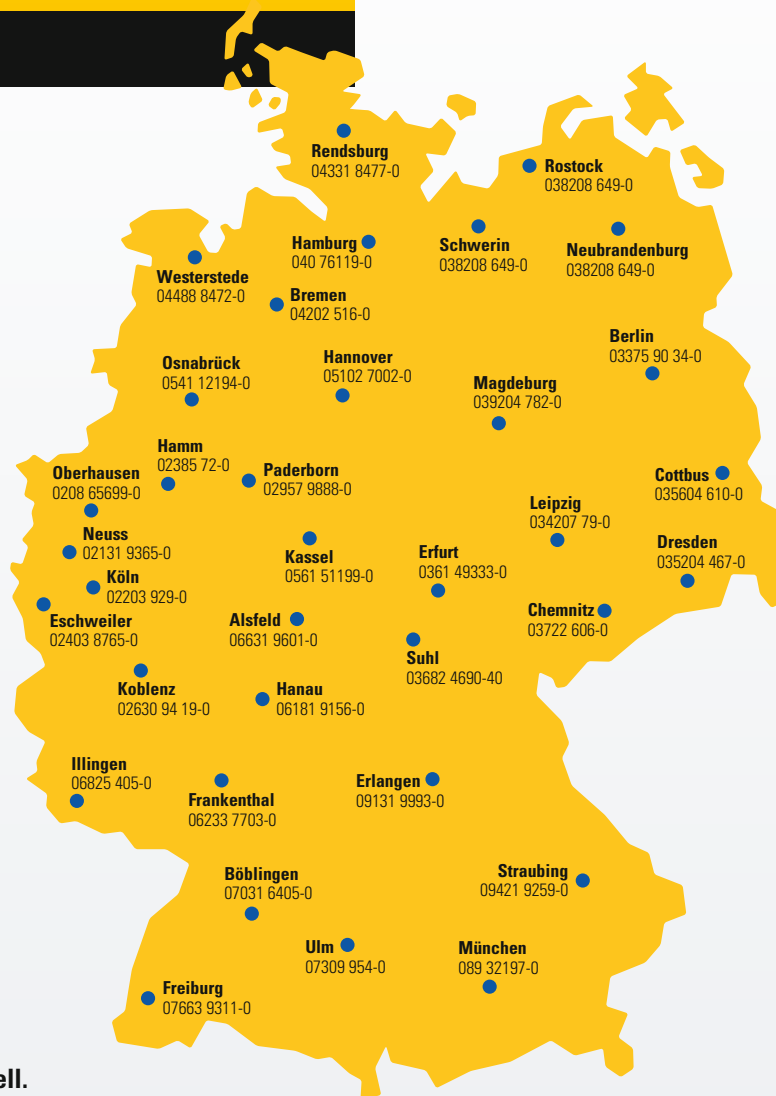 Rendsburg
04331 8477-0
Rostock
038208 649-0
Hamburg
040 76119-0
Schwerin
038208 649-0
Neubrandenburg
038208 649-0
Westerstede
04488 8472-0
Bremen
04202 516-0
Berlin
03375 90 34-0
Osnabrück
0541 12194-0
Hannover
05102 7002-0
Magdeburg
039204 782-0
Hamm
02385 72-0
Oberhausen
0208 65699-0
Paderborn
02957 9888-0
Cottbus
035604 610-0
Leipzig
034207 79-0
Neuss
02131 9365-0
Kassel
0561 51199-0
Erfurt
0361 49333-0
Dresden
035204 467-0
Köln
02203 929-0
Eschweiler
02403 8765-0
Alsfeld
06631 9601-0
Chemnitz
03722 606-0
Suhl
03682 4690-40
Koblenz
02630 94 19-0
Hanau
06181 9156-0
Illingen
06825 405-0
Frankenthal
06233 7703-0
Erlangen
09131 9993-0
Böblingen
07031 6405-0
Straubing
09421 9259-0
Ulm
07309 954-0
München
089 32197-0
Freiburg
07663 9311-0
ell.